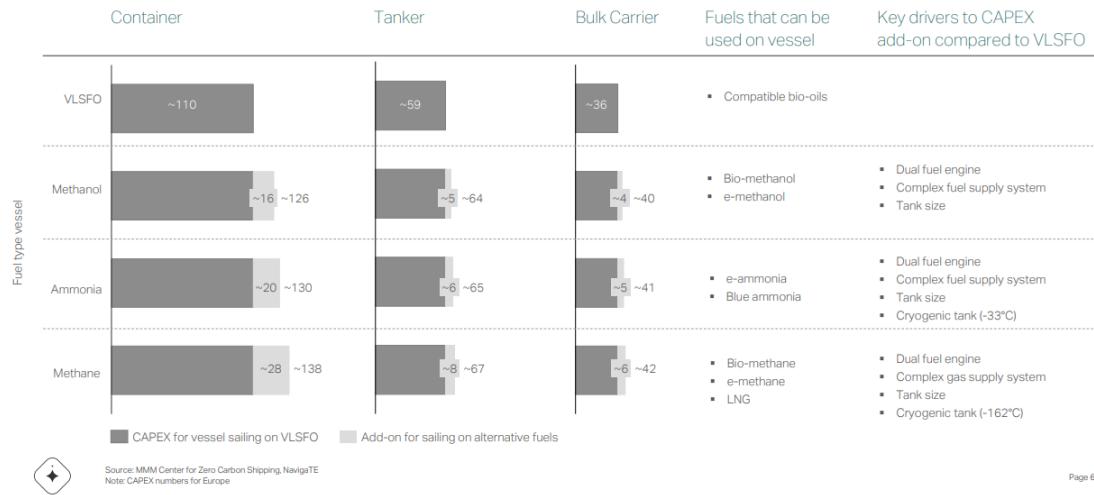 Container
Tanker
Bulk Carrier
Fuels that can be
used on vessel
Key drivers to CAPEX
add-on compared to VLSFO
Fuel type vessel
VLSFO
~110
~59
~36
▪ Compatible bio-oils
Methanol
~16 ~126
~5 ~64
~4 ~40
▪ Bio-methanol
▪ e-methanol
▪ Dual fuel engine
▪ Complex fuel supply system
▪ Tank size
Ammonia
~20 ~130
~6 ~65
~5 ~41
▪ e-ammonia
▪ Blue ammonia
▪ Dual fuel engine
▪ Complex fuel supply system
▪ Tank size
▪ Cryogenic tank (-33°C)
Methane
~28 ~138
~8 ~67
~6 ~42
▪ Bio-methane
▪ e-methane
▪ LNG
▪ Dual fuel engine
▪ Complex gas supply system
▪ Tank size
▪ Cryogenic tank (-162°C)
CAPEX for vessel sailing on VLSFO
Add-on for sailing on alternative fuels
Source: MMM Center for Zero Carbon Shipping, NavigaTE
Note: CAPEX numbers for Europe
Page 6